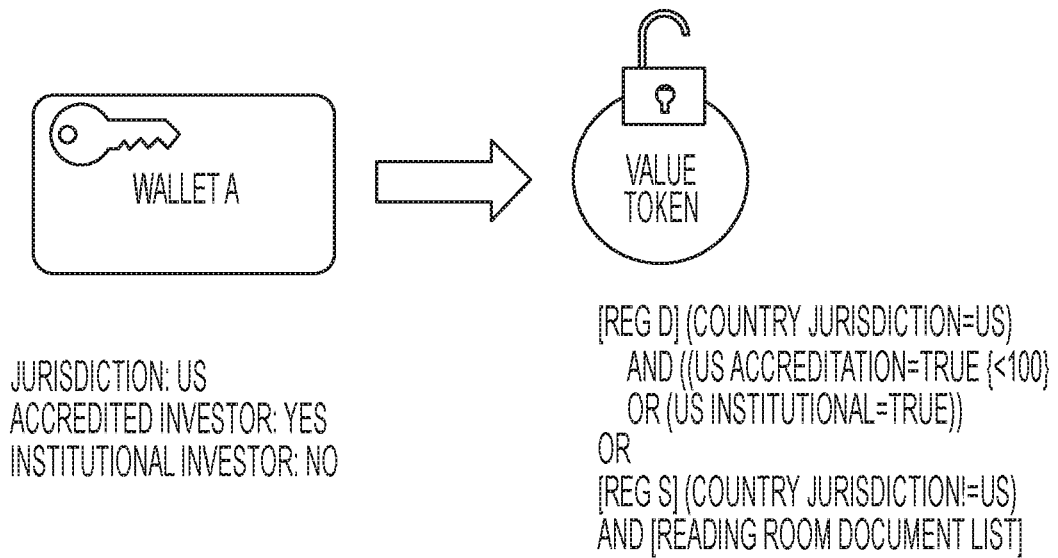 WALLET A
VALUE
TOKEN
JURISDICTION: US
ACCREDITED INVESTOR: YES
INSTITUTIONAL INVESTOR: NO
[REG D] (COUNTRY JURISDICTION=US)
AND ((US ACCREDITATION=TRUE {<100}
OR (US INSTITUTIONAL=TRUE))
OR
[REG S] (COUNTRY JURISDICTION!=US)
AND [READING ROOM DOCUMENT LIST]